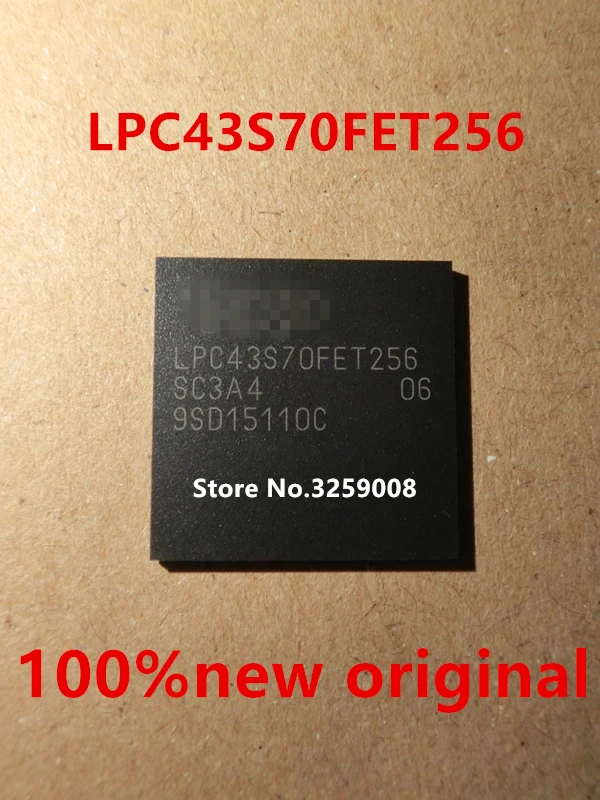 LPC43S70FET256
LPC43S70FET256
SC3A4 06
9SD15110C
Store No.3259008
100%new original